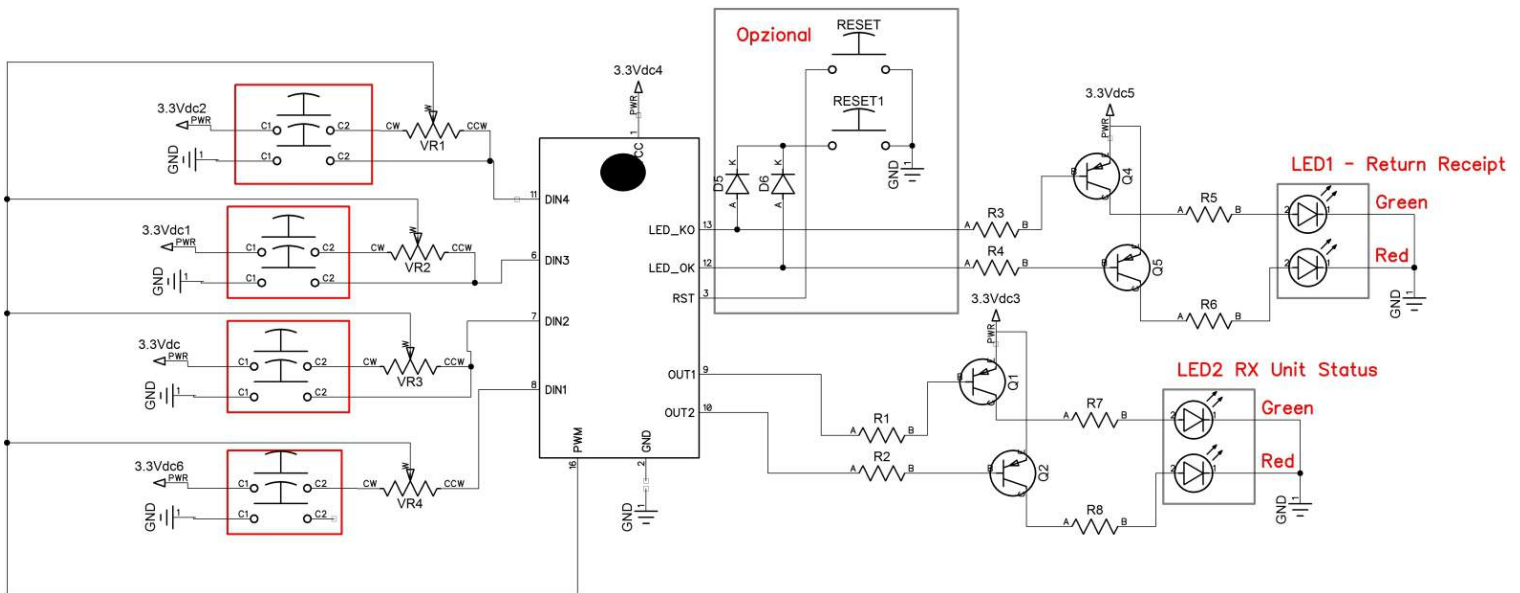 Opzional
RESET
RESET1
3.3Vdc4
PWR
CC
1
3.3Vdc2
PWR
GND
1
C1
C2
C1
C2
CW
W
CCW
VR1
3.3Vdc1
PWR
GND
1
C1
C2
C1
C2
CW
W
CCW
VR2
3.3Vdc
PWR
GND
1
C1
C2
C1
C2
CW
W
CCW
VR3
3.3Vdc6
PWR
GND
1
C1
C2
C1
C2
CW
W
CCW
VR4
11
DIN4
6
DIN3
7
DIN2
8
DIN1
16
PWM
2
GND
GND
1
LED_KO
13
LED_OK
12
RST
3
OUT1
9
OUT2
10
D5
K
A
D6
K
A
GND
1
A
R3
B
A
R4
B
3.3Vdc5
PWR
B
E
C
Q4
B
E
C
Q5
A
R5
B
A
R6
B
LED1 - Return Receipt
2
1
Green
2
1
Red
GND
1
A
R1
B
A
R2
B
3.3Vdc3
PWR
B
E
C
Q1
B
E
C
Q2
A
R7
B
A
R8
B
LED2 RX Unit Status
2
1
Green
2
1
Red
GND
1